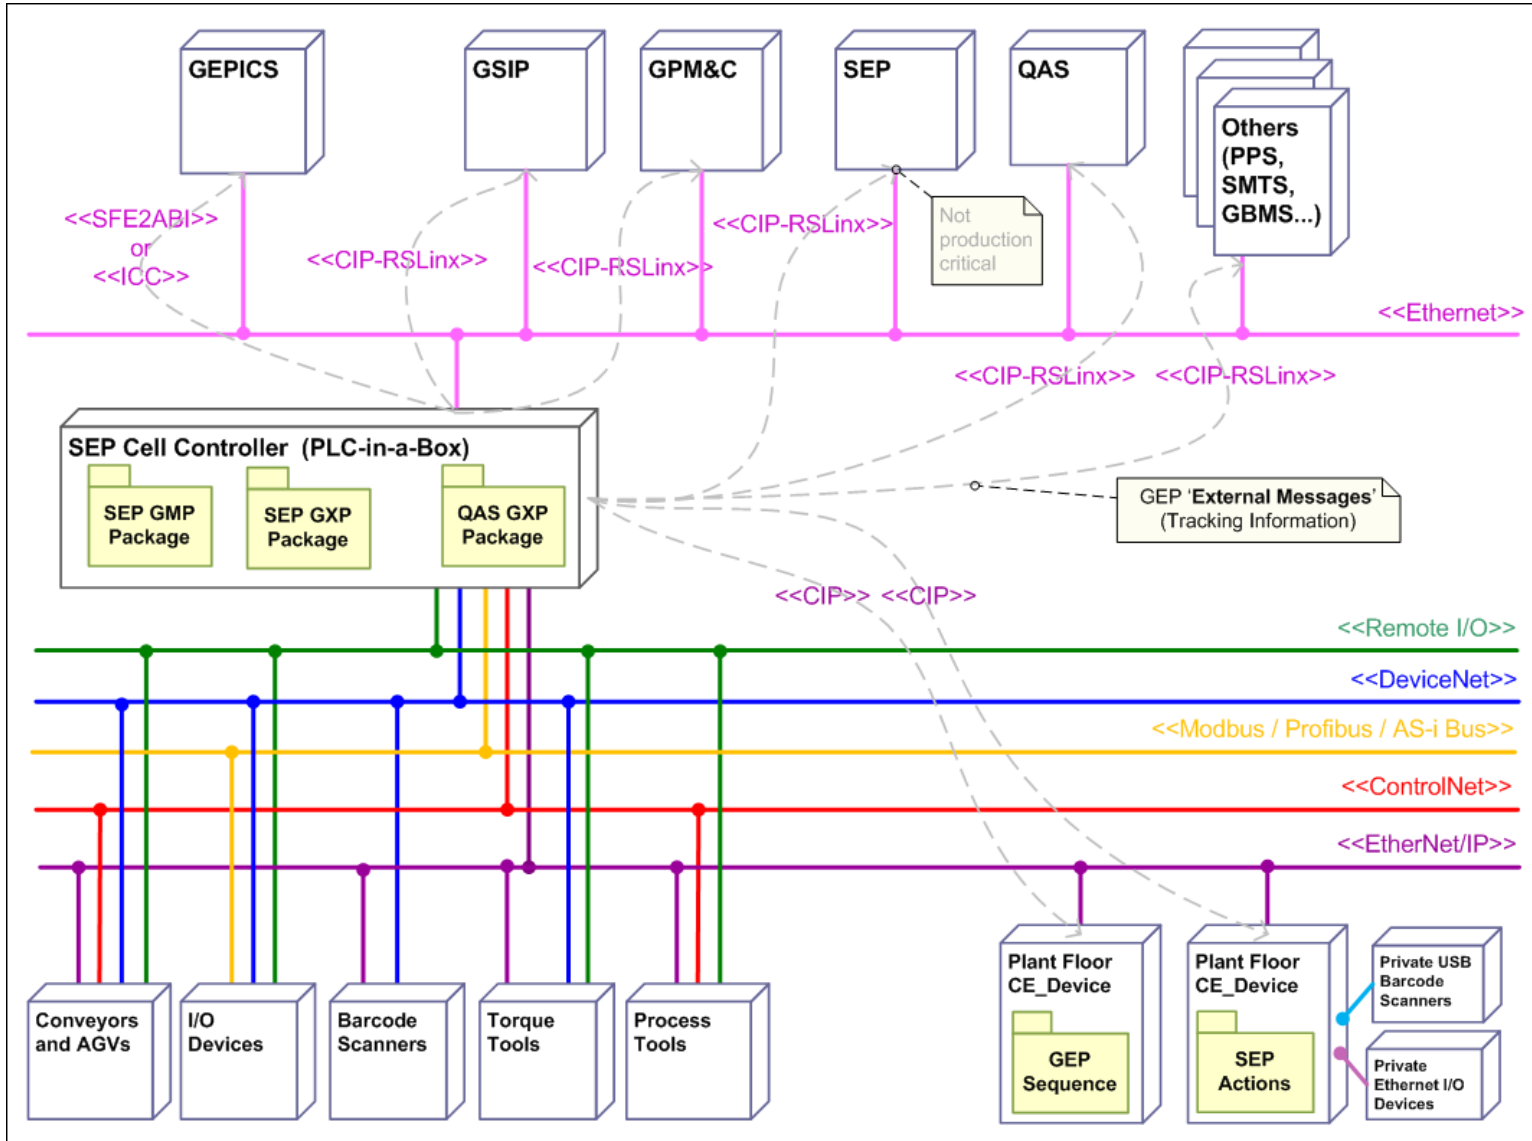 GEPICS
GSIP
GPM&C
SEP
QAS
Others
(PPS,
SMTS,
GBMS...)
<<SFE2ABI>>
or
<<ICC>>
<<CIP-RSLinx>>
<<CIP-RSLinx>>
<<CIP-RSLinx>>
Not
production
critical
<<Ethernet>>
<<CIP-RSLinx>>
<<CIP-RSLinx>>
SEP Cell Controller (PLC-in-a-Box)
SEP GMP
Package
SEP GXP
Package
QAS GXP
Package
GEP 'External Messages'
(Tracking Information)
<<CIP>>
<<CIP>>
<<Remote I/O>>
<<DeviceNet>>
<<Modbus / Profibus / AS-i Bus>>
<<ControlNet>>
<<EtherNet/IP>>
Conveyors
and AGVs
I/O
Devices
Barcode
Scanners
Torque
Tools
Process
Tools
Plant Floor
CE_Device
GEP
Sequence
Plant Floor
CE_Device
SEP
Actions
Private USB
Barcode
Scanners
Private
Ethernet I/O
Devices